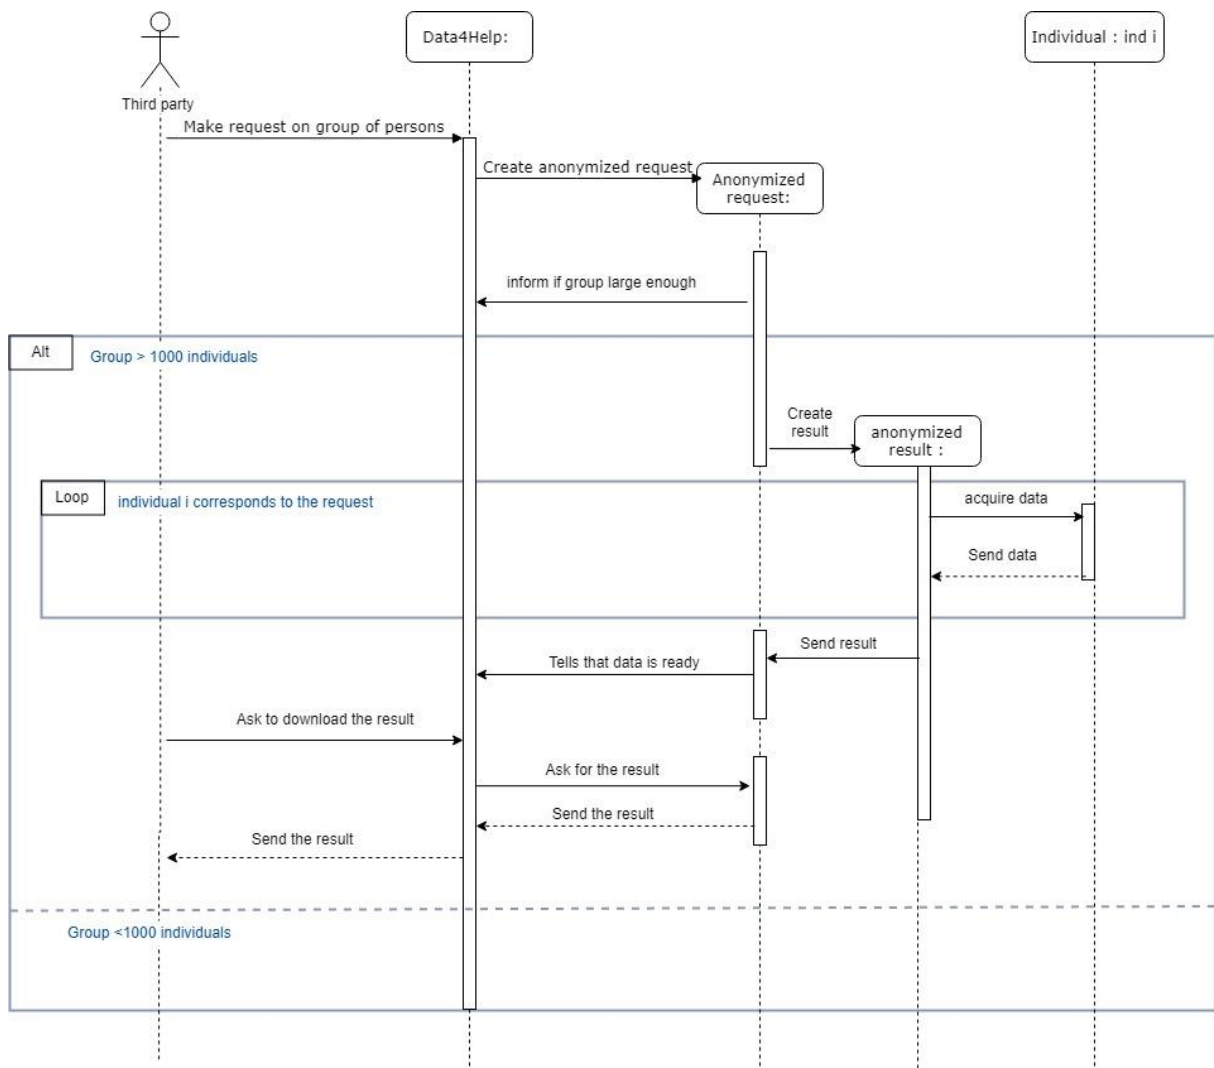 Data4Help:
Individual : ind i
Third party
Make request on group of persons
Create anonymized request
Anonymized
request:
inform if group large enough
Alt
Group > 1000 individuals
Create
result
anonymized
result :
Loop
individual i corresponds to the request
acquire data
Send data
Send result
Tells that data is ready
Ask to download the result
Ask for the result
Send the result
Send the result
Group <1000 individuals